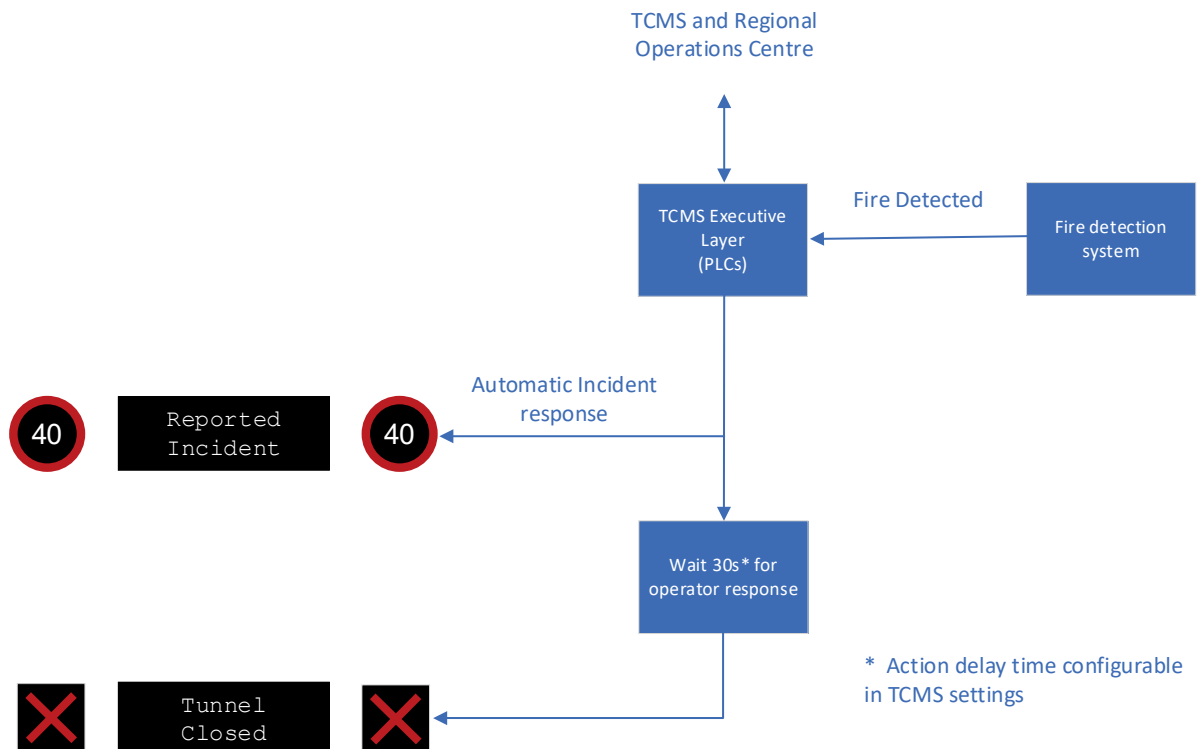 TCMS and Regional
Operations Centre
TCMS Executive
Layer
(PLCs)
Fire Detected
Fire detection
system
Automatic Incident
response
40
Reported
Incident
40
Wait 30s* for
operator response
* Action delay time configurable
in TCMS settings
Tunnel
Closed